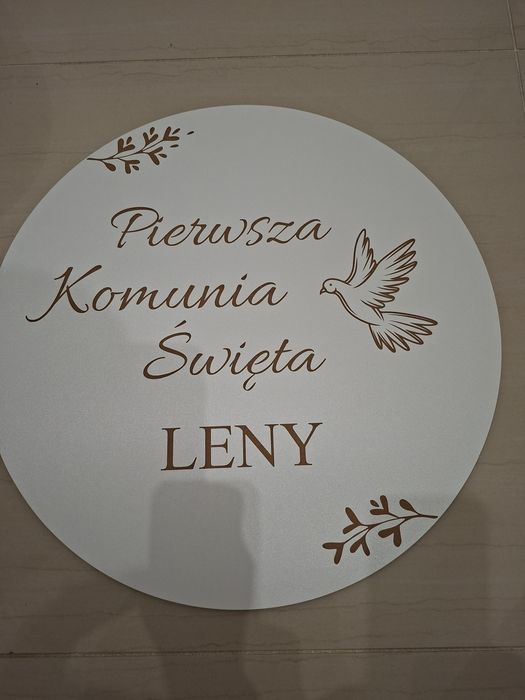 Pierwsza
Komunia
Święta
LENY